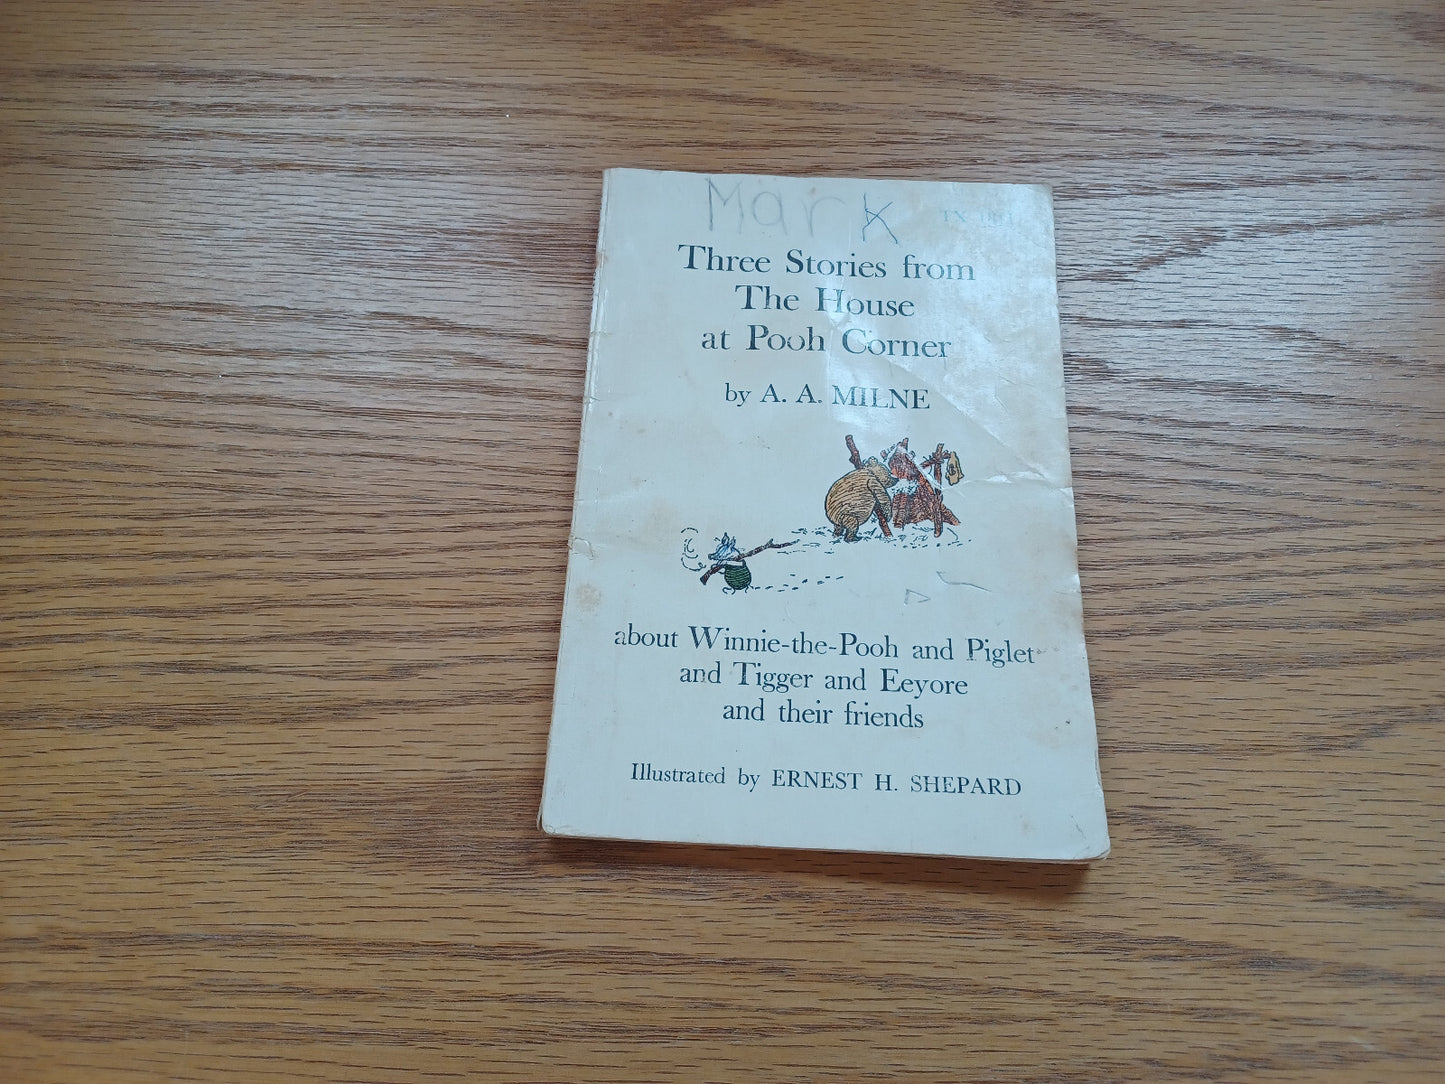 Mark
Three Stories from
The House
at Pooh Corner
by A. A. MILNE
about Winnie-the-Pooh and Piglet
and Tigger and Eeyore
and their friends
Illustrated by ERNEST H. SHEPARD